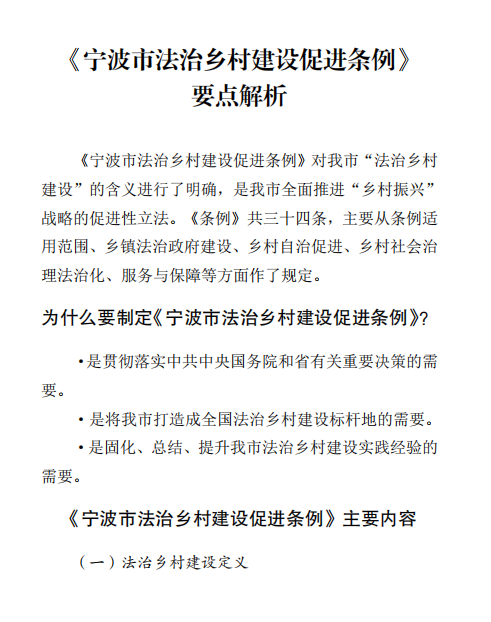 《宁波市法治乡村建设促进条例》
要点解析
《宁波市法治乡村建设促进条例》对我市“法治乡村
建设”的含义进行了明确，是我市全面推进“乡村振兴”
战略的促进性立法。《条例》共三十四条，主要从条例适
用范围、乡镇法治政府建设、乡村自治促进、乡村社会治
理法治化、服务与保障等方面作了规定。
为什么要制定《宁波市法治乡村建设促进条例》?
·是贯彻落实中共中央国务院和省有关重要决策的需
要。
·是将我市打造成全国法治乡村建设标杆地的需要。
·是固化、总结、提升我市法治乡村建设实践经验的
需要。
《宁波市法治乡村建设促进条例》主要内容
（一）法治乡村建设定义